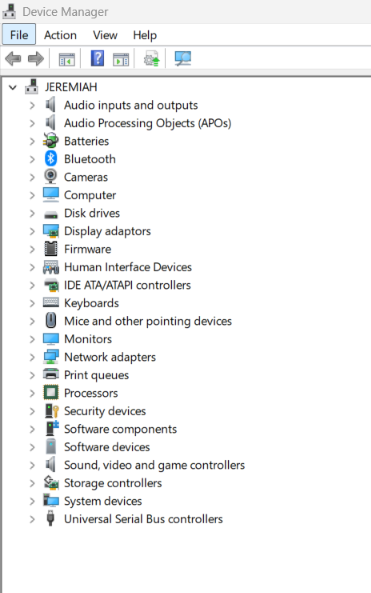 Device Manager
File Action View Help
JEREMIAH
Audio inputs and outputs
Audio Processing Objects (APOs)
Batteries
Bluetooth
Cameras
Computer
Disk drives
Display adaptors
Firmware
Human Interface Devices
IDE ATA/ATAPI controllers
Keyboards
Mice and other pointing devices
Monitors
Network adapters
Print queues
Processors
Security devices
Software components
Software devices
Sound, video and game controllers
Storage controllers
System devices
Universal Serial Bus controllers